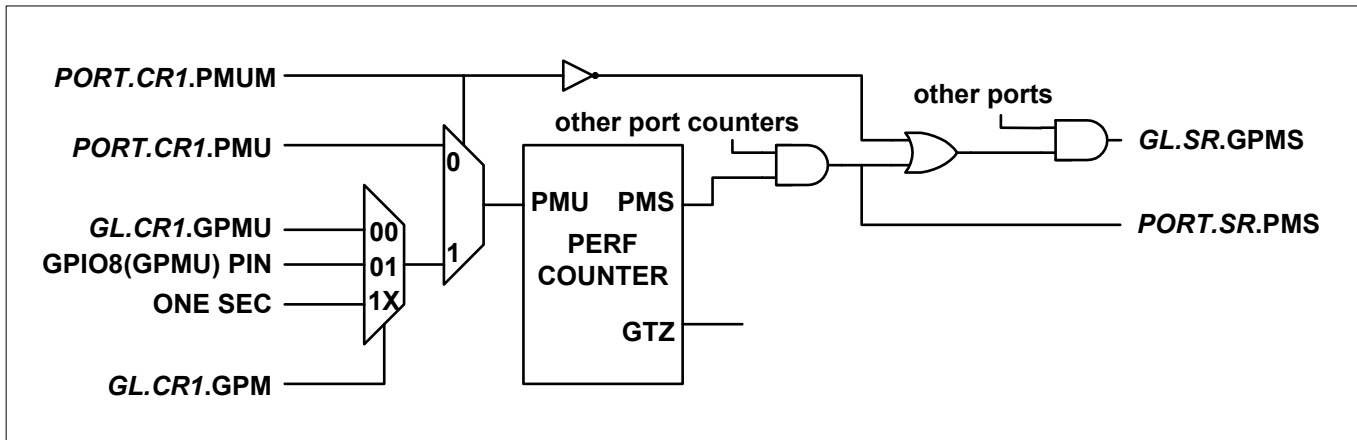 PORT.CR1.PMUM
other ports
other port counters
GL.SR.GPMS
PORT.CR1.PMU
0
PMU
PMS
PORT.SR.PMS
GL.CR1.GPMU
00
PERF
GPIO8(GPMU) PIN
01
1
COUNTER
ONE SEC
1X
GTZ
GL.CR1.GPM